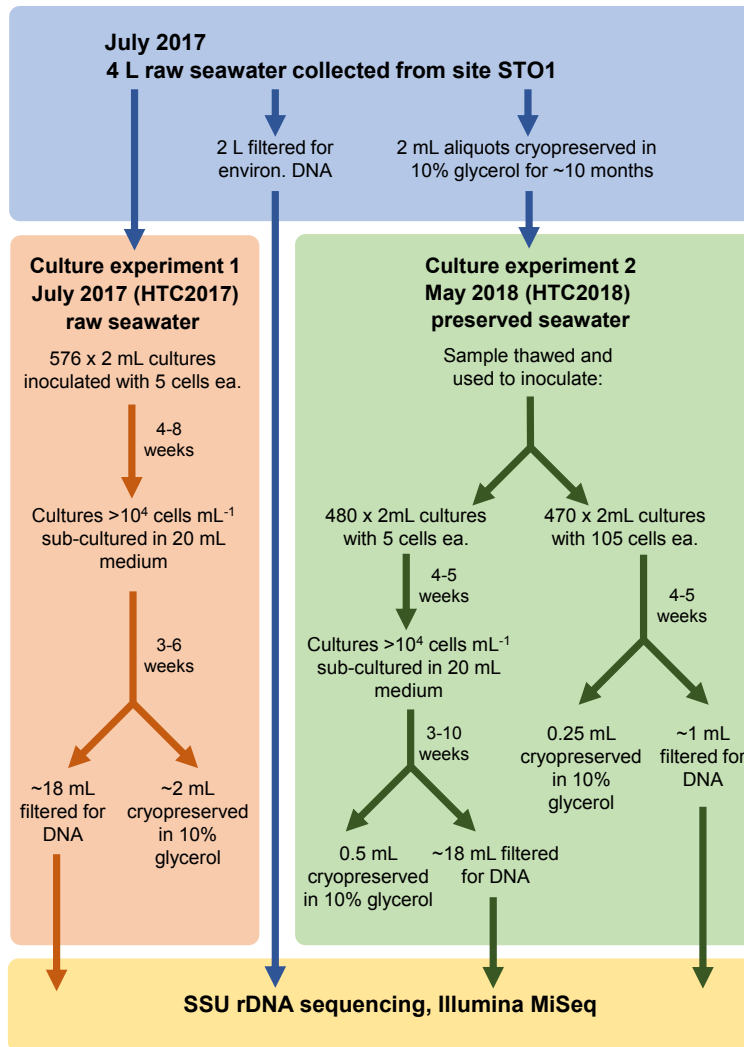 July 2017
4 L raw seawater collected from site STO1
2 L filtered for
environ. DNA
2 mL aliquots cryopreserved in
10% glycerol for ~10 months
Culture experiment 1
July 2017 (HTC2017)
raw seawater
576 x 2 mL cultures
inoculated with 5 cells ea.
4-8
weeks
Cultures >10⁴ cells mL⁻¹
sub-cultured in 20 mL
medium
3-6
weeks
~18 mL
filtered for
DNA
~2 mL
cryopreserved
in 10%
glycerol
Culture experiment 2
May 2018 (HTC2018)
preserved seawater
Sample thawed and
used to inoculate:
480 x 2mL cultures
with 5 cells ea.
4-5
weeks
Cultures >10⁴ cells mL⁻¹
sub-cultured in 20 mL
medium
3-10
weeks
0.5 mL
cryopreserved
in 10% glycerol
~18 mL filtered
for DNA
470 x 2mL cultures
with 105 cells ea.
4-5
weeks
0.25 mL
cryopreserved
in 10%
glycerol
~1 mL
filtered for
DNA
SSU rDNA sequencing, Illumina MiSeq